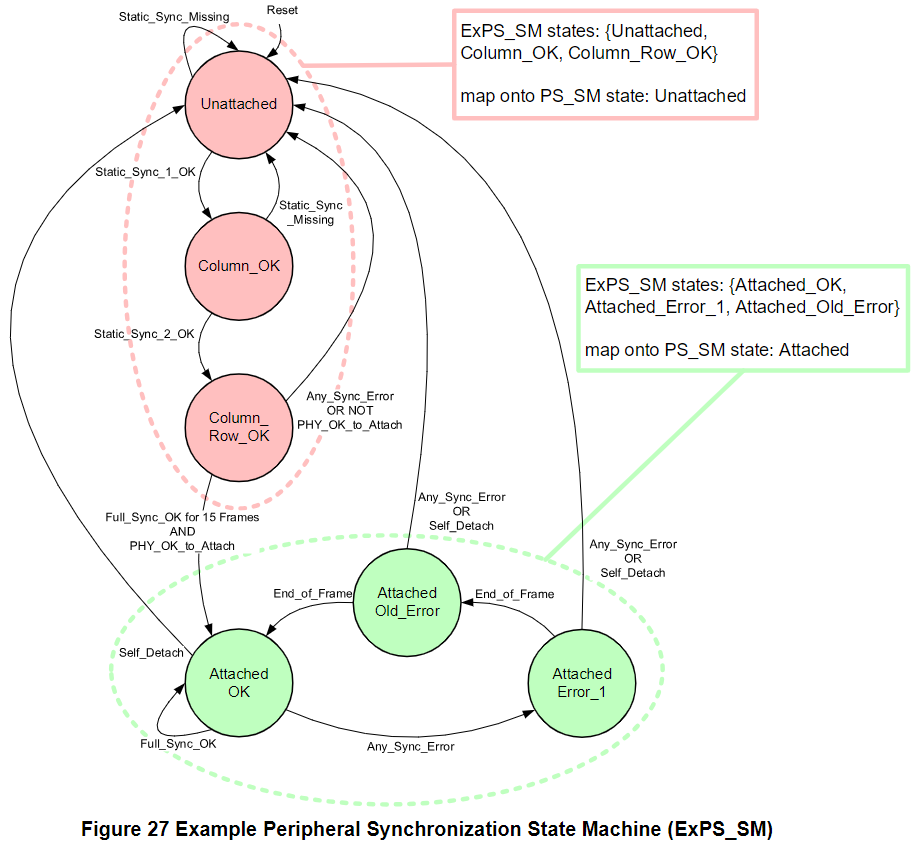 Static_Sync_Missing
Reset
ExPS_SM states: {Unattached,
Column_OK, Column_Row_OK}
map onto PS_SM state: Unattached
Unattached
Static_Sync_1_OK
Static_Sync
_Missing
Column_OK
ExPS_SM states: {Attached_OK,
Attached_Error_1, Attached_Old_Error}
map onto PS_SM state: Attached
Static_Sync_2_OK
Column_
Row_OK
Any_Sync_Error
OR NOT
PHY_OK_to_Attach
Full_Sync_OK for 15 Frames
AND
PHY_OK_to_Attach
Any_Sync_Error
OR
Self_Detach
Any_Sync_Error
OR
Self_Detach
End_of_Frame
Attached
Old_Error
End_of_Frame
Self_Detach
Attached
OK
Attached
Error_1
Full_Sync_OK
Any_Sync_Error
Figure 27 Example Peripheral Synchronization State Machine (ExPS_SM)